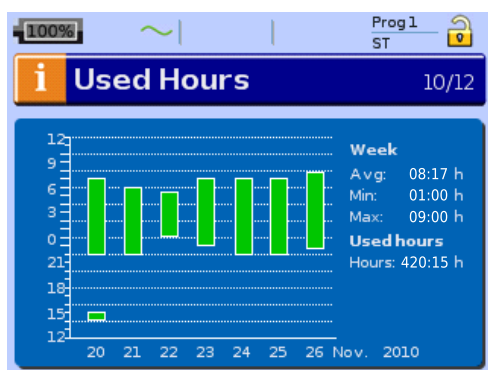 100%
Prog 1
ST
i
Used Hours
10/12
12
9
6
3
0
21
18
15
12
20 21 22 23 24 25 26 Nov. 2010
Week
Avg: 08:17 h
Min: 01:00 h
Max: 09:00 h
Used hours
Hours: 420:15 h